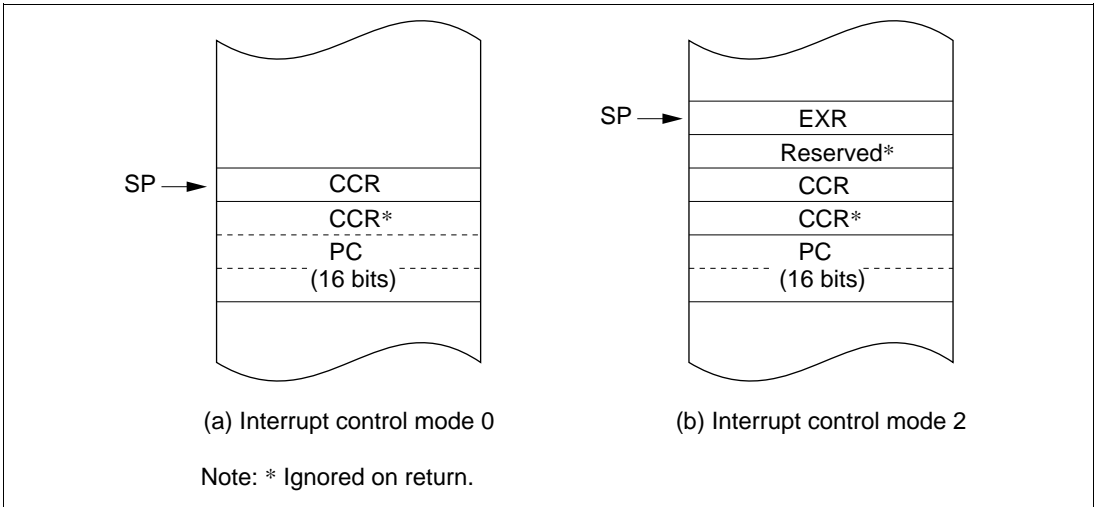 SP
CCR
CCR*
PC
(16 bits)
(a) Interrupt control mode 0
SP
EXR
Reserved*
CCR
CCR*
PC
(16 bits)
(b) Interrupt control mode 2
Note: * Ignored on return.